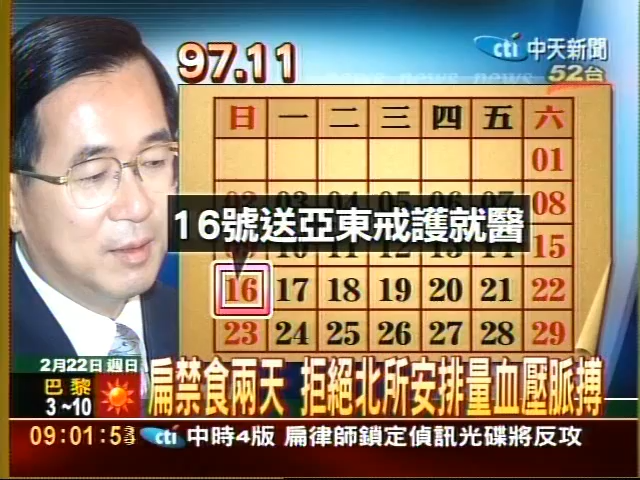 97.11
cti 中天新聞
news news news
52台
日 一 二 三 四 五 六
01
08
16號送亞東戒護就醫
15
16 17 18 19 20 21 22
23 24 25 26 27 28 29
2月22日 週日
巴黎
3~10
扁禁食兩天 拒絕北所安排量血壓脈搏
09:01:5
cti 中時4版 扁律師鎖定偵訊光碟將反攻